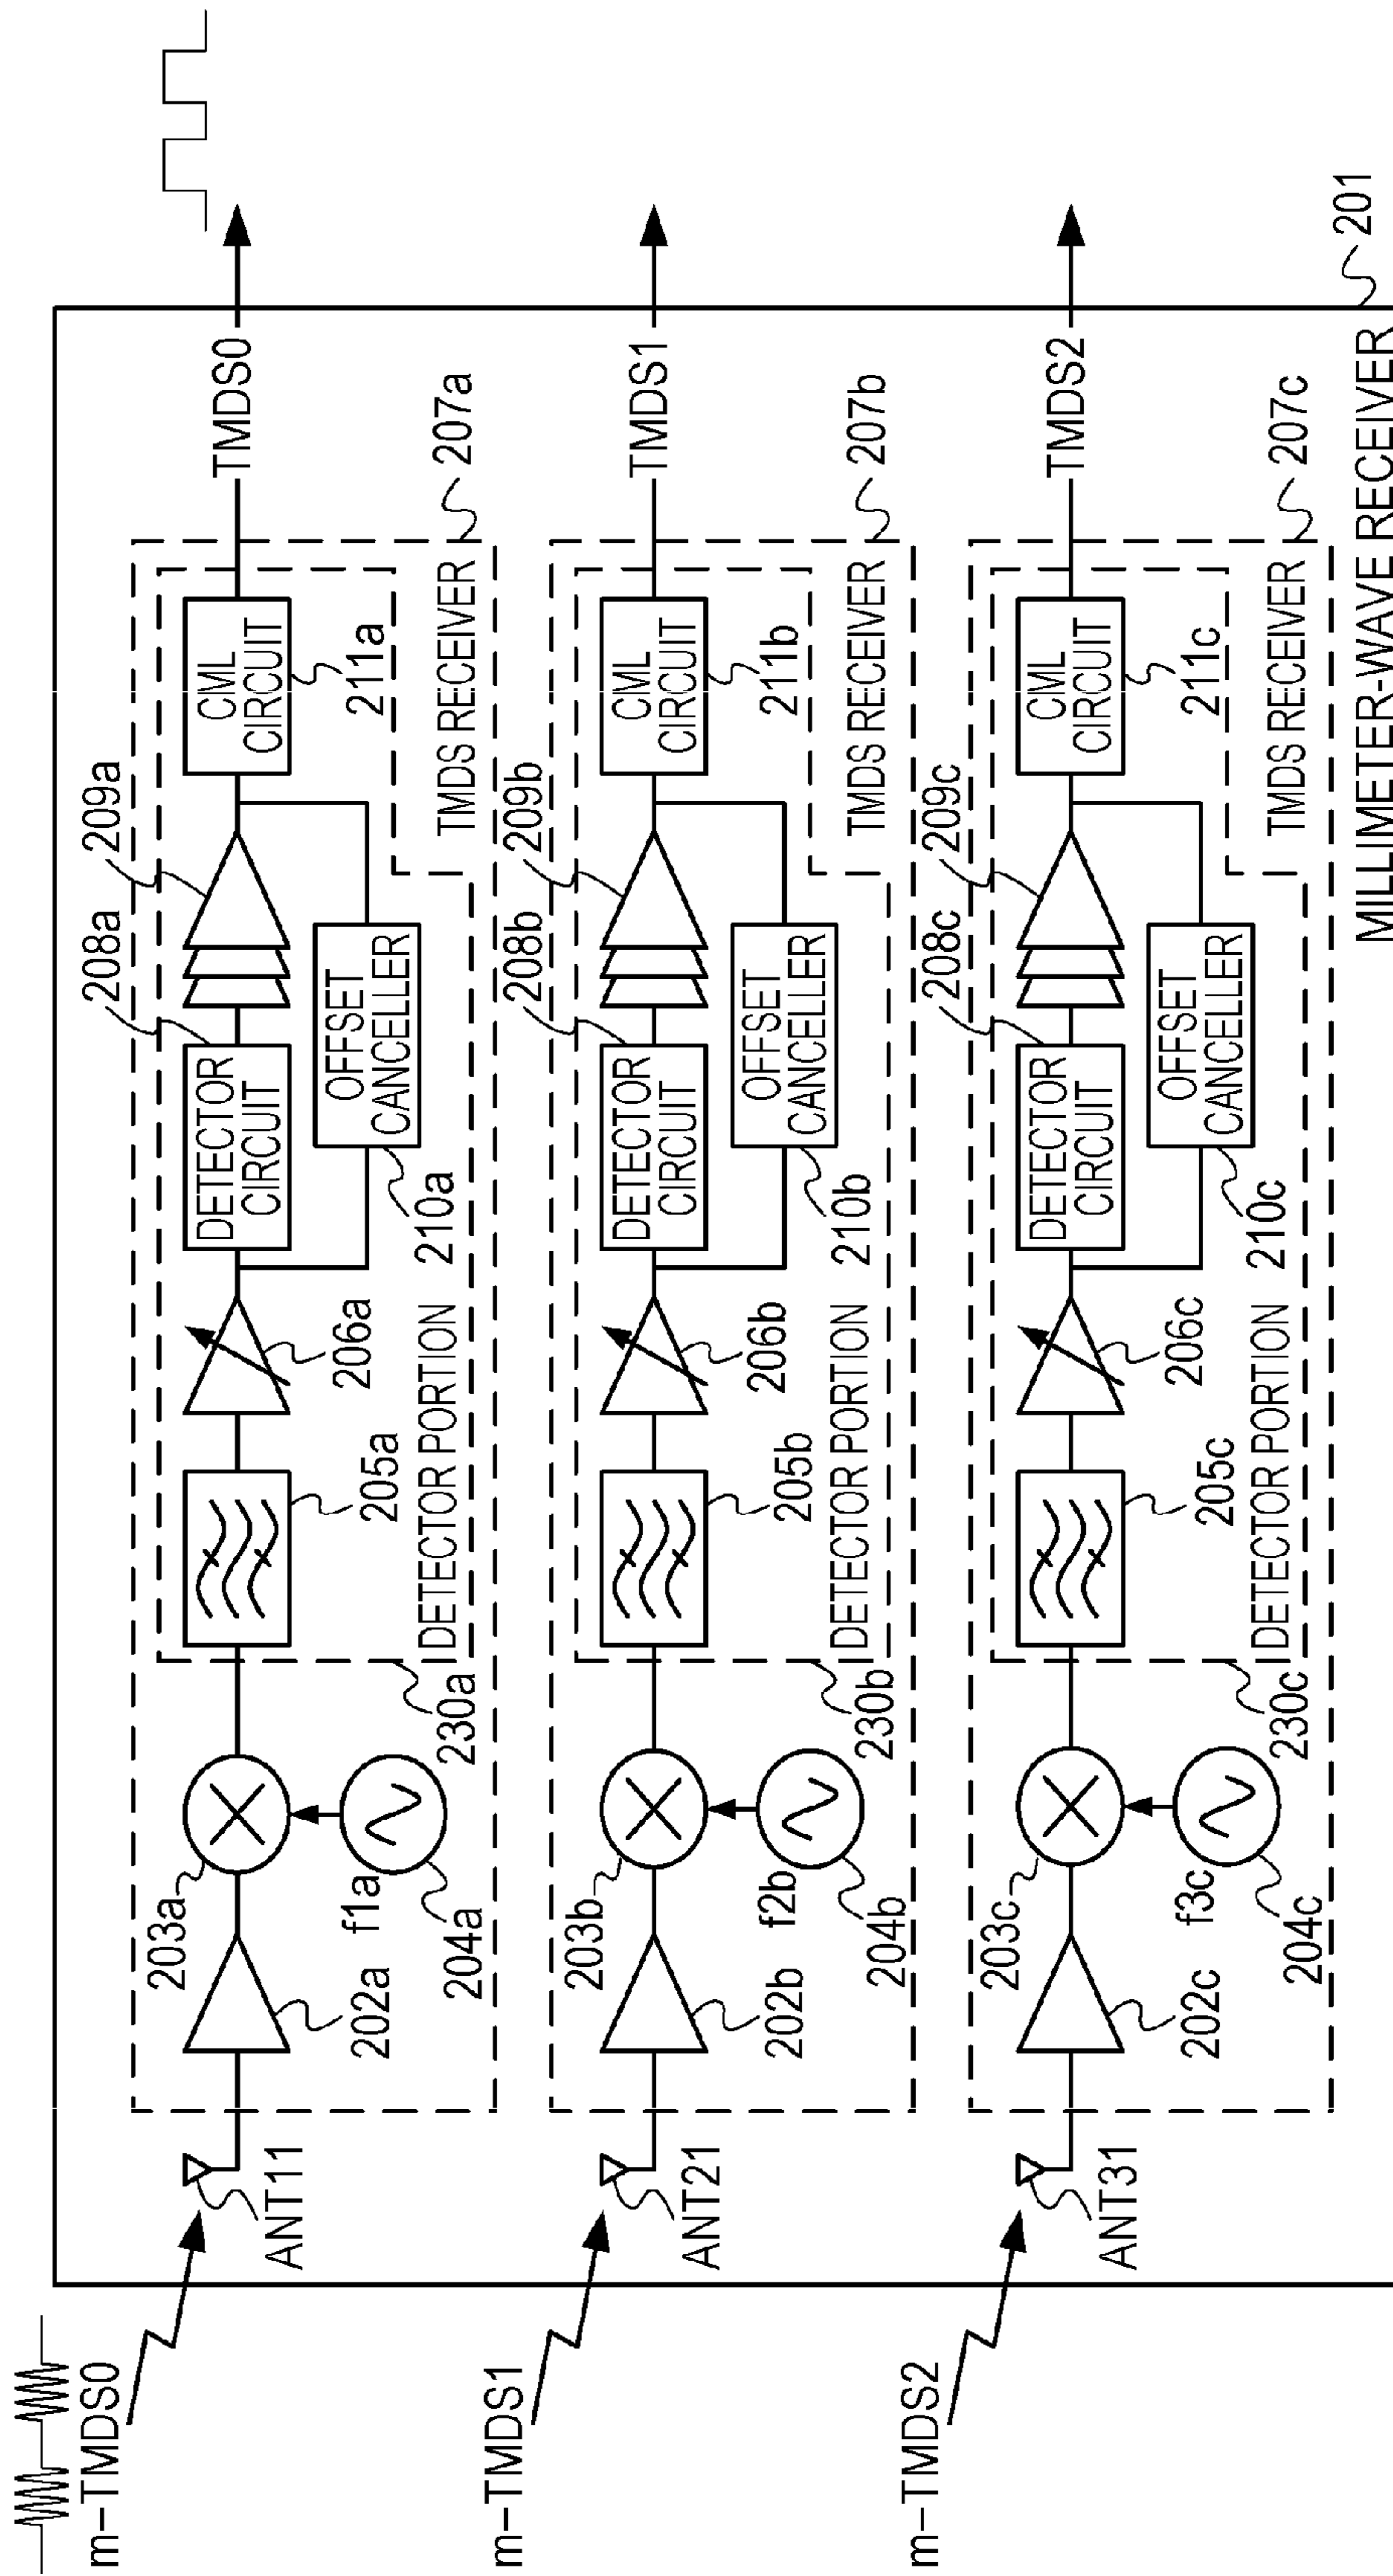 m-TMDS0
ANT11
202a
203a
f1a
204a
230a
205a
206a
DETECTOR PORTION
208a
DETECTOR
CIRCUIT
209a
OFFSET
CANCELLER
210a
CML
CIRCUIT
211a
TMDS RECEIVER
207a
TMDS0
m-TMDS1
ANT21
202b
203b
f2b
204b
230b
205b
206b
DETECTOR PORTION
208b
DETECTOR
CIRCUIT
209b
OFFSET
CANCELLER
210b
CML
CIRCUIT
211b
TMDS RECEIVER
207b
TMDS1
m-TMDS2
ANT31
202c
203c
f3c
204c
230c
205c
206c
DETECTOR PORTION
208c
DETECTOR
CIRCUIT
209c
OFFSET
CANCELLER
210c
CML
CIRCUIT
211c
TMDS RECEIVER
207c
TMDS2
MILLIMETER-WAVE RECEIVER
201